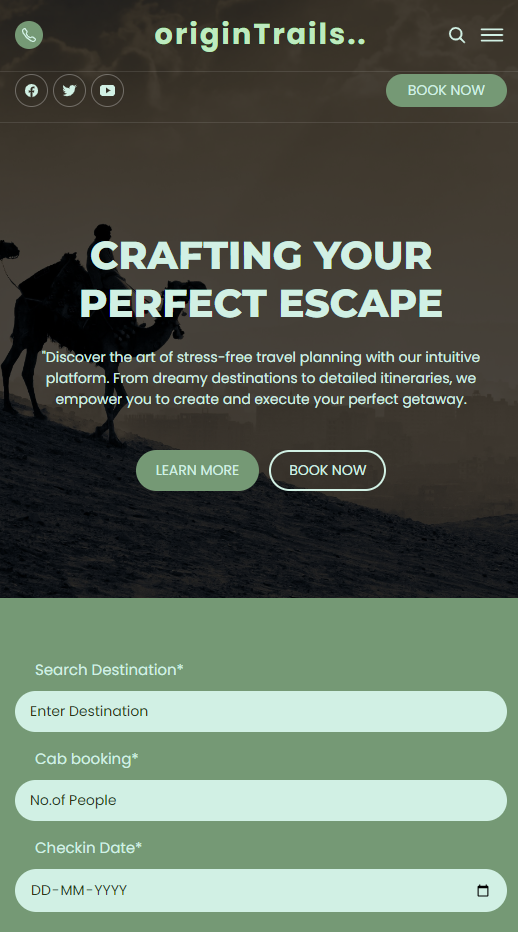 originTrails..
BOOK NOW
CRAFTING YOUR
PERFECT ESCAPE
"Discover the art of stress-free travel planning with our intuitive
platform. From dreamy destinations to detailed itineraries, we
empower you to create and execute your perfect getaway.
LEARN MORE
BOOK NOW
Search Destination*
Enter Destination
Cab booking*
No.of People
Checkin Date*
DD-MM-YYYY